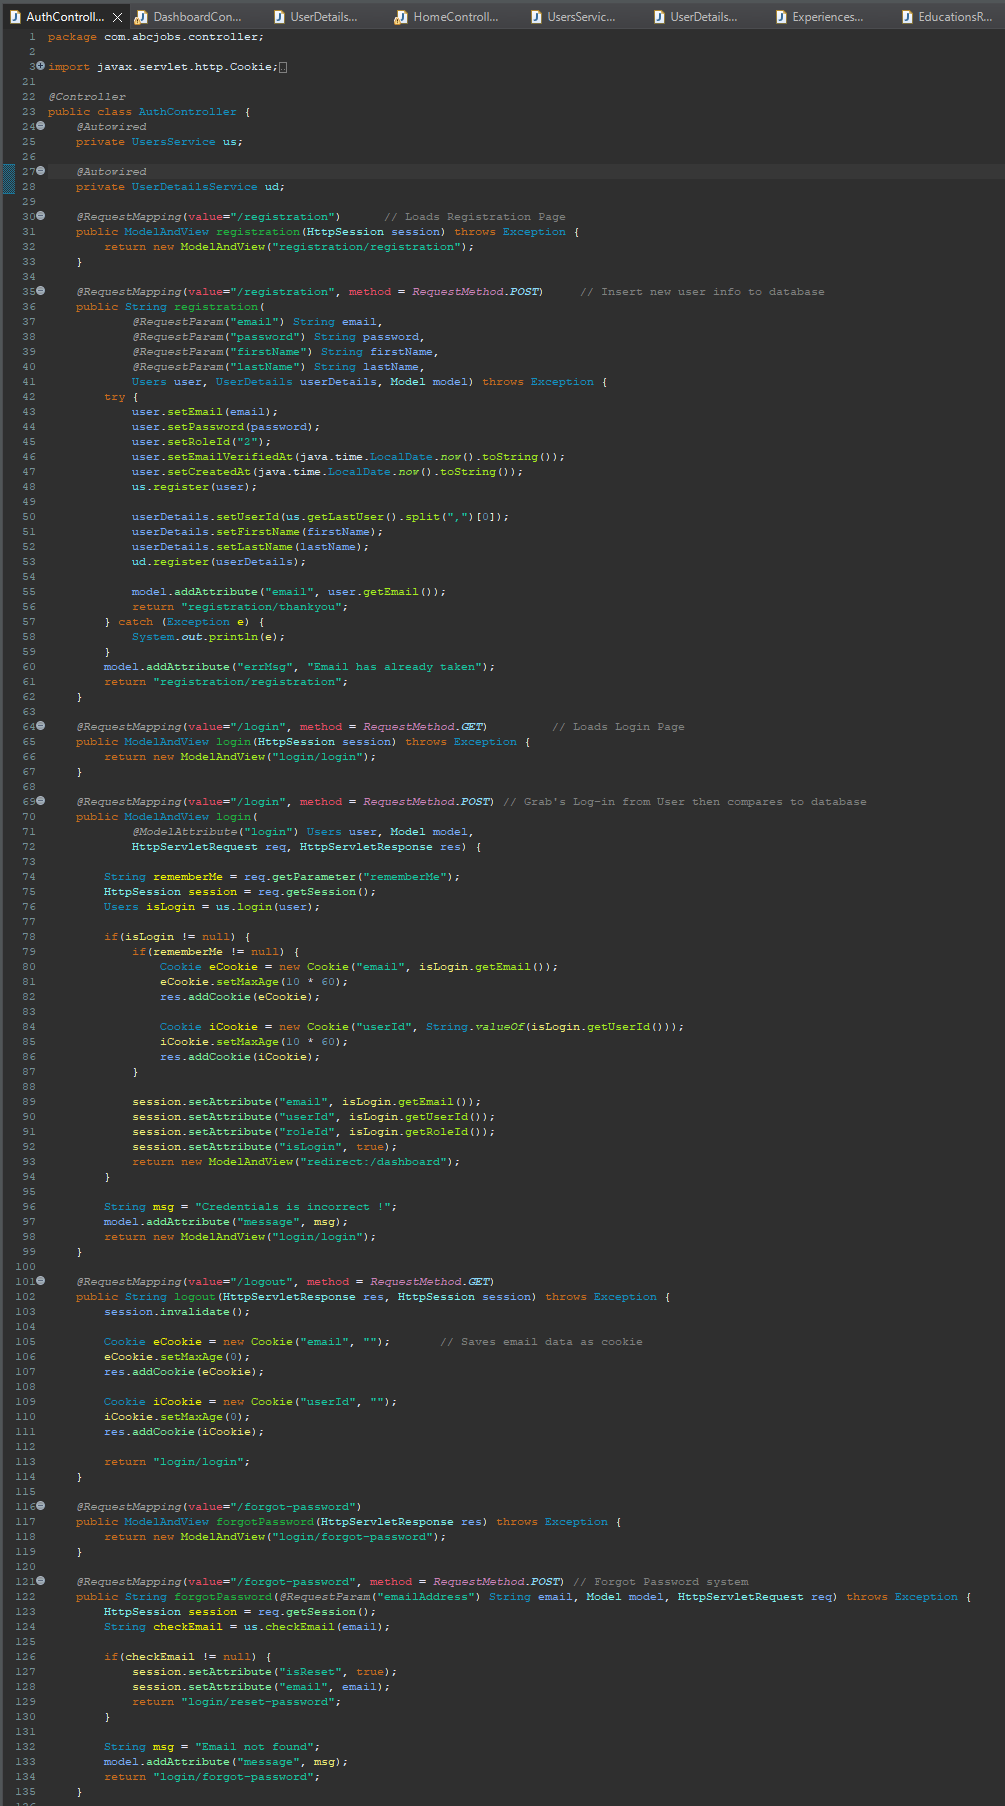 AuthControll... DashboardCon... UserDetails... HomeControll... UsersServic... UserDetails... Experiences... EducationsR...
1 package com.abcjobs.controller;
2
3 import javax.servlet.http.Cookie;
21
22 @Controller
23 public class AuthController {
24 @Autowired
25 private UsersService us;
26
27 @Autowired
28 private UserDetailsService ud;
29
30 @RequestMapping(value="/registration") // Loads Registration Page
31 public ModelAndView registration(HttpSession session) throws Exception {
32 return new ModelAndView("registration/registration");
33 }
34
35 @RequestMapping(value="/registration", method = RequestMethod.POST) // Insert new user info to database
36 public String registration(
37 @RequestParam("email") String email,
38 @RequestParam("password") String password,
39 @RequestParam("firstName") String firstName,
40 @RequestParam("lastName") String lastName,
41 Users user, UserDetails userDetails, Model model) throws Exception {
42 try {
43 user.setEmail(email);
44 user.setPassword(password);
45 user.setRoleId("2");
46 user.setEmailVerifiedAt(java.time.LocalDate.now().toString());
47 user.setCreatedAt(java.time.LocalDate.now().toString());
48 us.register(user);
49
50 userDetails.setUserId(us.getLastUser().split(",")[0]);
51 userDetails.setFirstName(firstName);
52 userDetails.setLastName(lastName);
53 ud.register(userDetails);
54
55 model.addAttribute("email", user.getEmail());
56 return "registration/thankyou";
57 } catch (Exception e) {
58 System.out.println(e);
59 }
60 model.addAttribute("errMsg", "Email has already taken");
61 return "registration/registration";
62 }
63
64 @RequestMapping(value="/login", method = RequestMethod.GET) // Loads Login Page
65 public ModelAndView login(HttpSession session) throws Exception {
66 return new ModelAndView("login/login");
67 }
68
69 @RequestMapping(value="/login", method = RequestMethod.POST) // Grab's Log-in from User then compares to database
70 public ModelAndView login(
71 @ModelAttribute("login") Users user, Model model,
72 HttpServletRequest req, HttpServletResponse res) {
73
74 String rememberMe = req.getParameter("rememberMe");
75 HttpSession session = req.getSession();
76 Users isLogin = us.login(user);
77
78 if(isLogin != null) {
79 if(rememberMe != null) {
80 Cookie eCookie = new Cookie("email", isLogin.getEmail());
81 eCookie.setMaxAge(10 * 60);
82 res.addCookie(eCookie);
83
84 Cookie iCookie = new Cookie("userId", String.valueOf(isLogin.getUserId()));
85 iCookie.setMaxAge(10 * 60);
86 res.addCookie(iCookie);
87 }
88
89 session.setAttribute("email", isLogin.getEmail());
90 session.setAttribute("userId", isLogin.getUserId());
91 session.setAttribute("roleId", isLogin.getRoleId());
92 session.setAttribute("isLogin", true);
93 return new ModelAndView("redirect:/dashboard");
94 }
95
96 String msg = "Credentials is incorrect !";
97 model.addAttribute("message", msg);
98 return new ModelAndView("login/login");
99 }
100
101 @RequestMapping(value="/logout", method = RequestMethod.GET)
102 public String logout(HttpServletResponse res, HttpSession session) throws Exception {
103 session.invalidate();
104
105 Cookie eCookie = new Cookie("email", ""); // Saves email data as cookie
106 eCookie.setMaxAge(0);
107 res.addCookie(eCookie);
108
109 Cookie iCookie = new Cookie("userId", "");
110 iCookie.setMaxAge(0);
111 res.addCookie(iCookie);
112
113 return "login/login";
114 }
115
116 @RequestMapping(value="/forgot-password")
117 public ModelAndView forgotPassword(HttpServletResponse res) throws Exception {
118 return new ModelAndView("login/forgot-password");
119 }
120
121 @RequestMapping(value="/forgot-password", method = RequestMethod.POST) // Forgot Password system
122 public String forgotPassword(@RequestParam("emailAddress") String email, Model model, HttpServletRequest req) throws Exception {
123 HttpSession session = req.getSession();
124 String checkEmail = us.checkEmail(email);
125
126 if(checkEmail != null) {
127 session.setAttribute("isReset", true);
128 session.setAttribute("email", email);
129 return "login/reset-password";
130 }
131
132 String msg = "Email not found";
133 model.addAttribute("message", msg);
134 return "login/forgot-password";
135 }